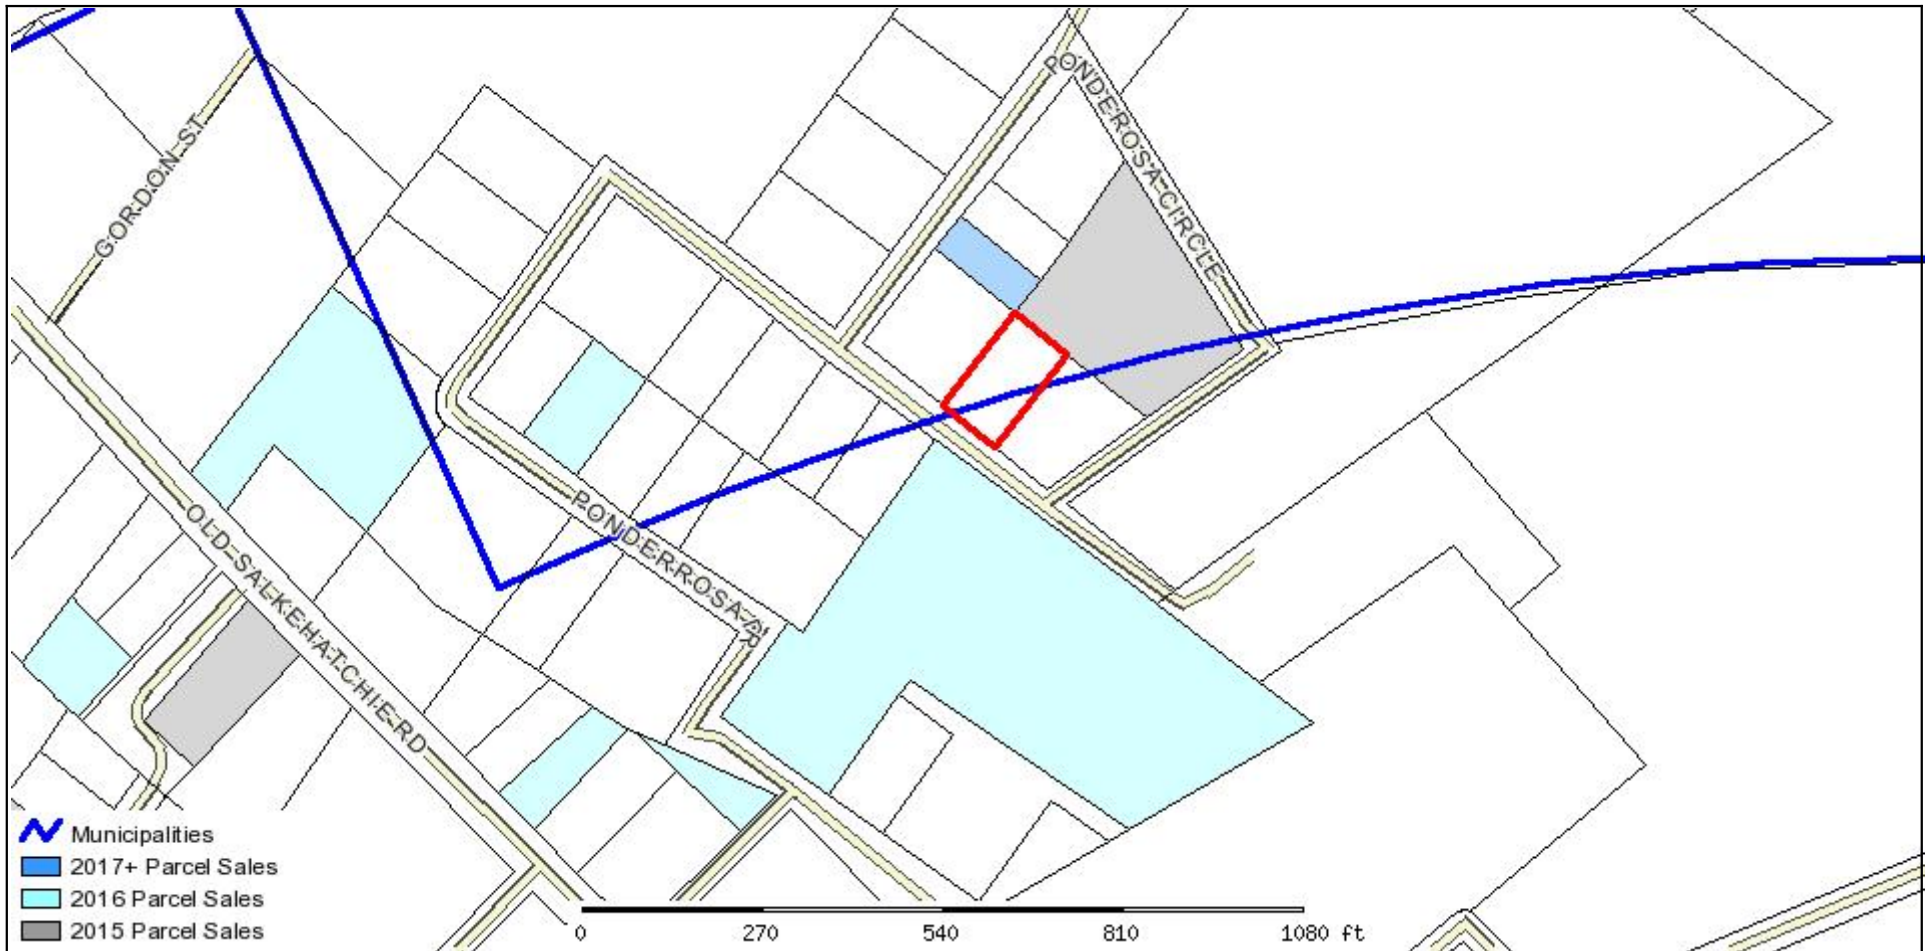 GORDON ST
PONDEROSA CIRCLE
OLD SALKEHATCHIE RD
PONDERROSA DR
Municipalities
2017+ Parcel Sales
2016 Parcel Sales
2015 Parcel Sales
0 270 540 810 1080 ft